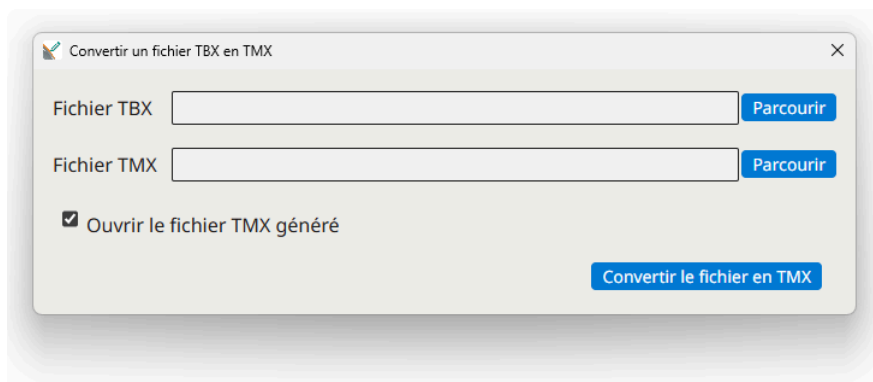 Convertir un fichier TBX en TMX
Fichier TBX Parcourir
Fichier TMX Parcourir
Ouvrir le fichier TMX généré
Convertir le fichier en TMX